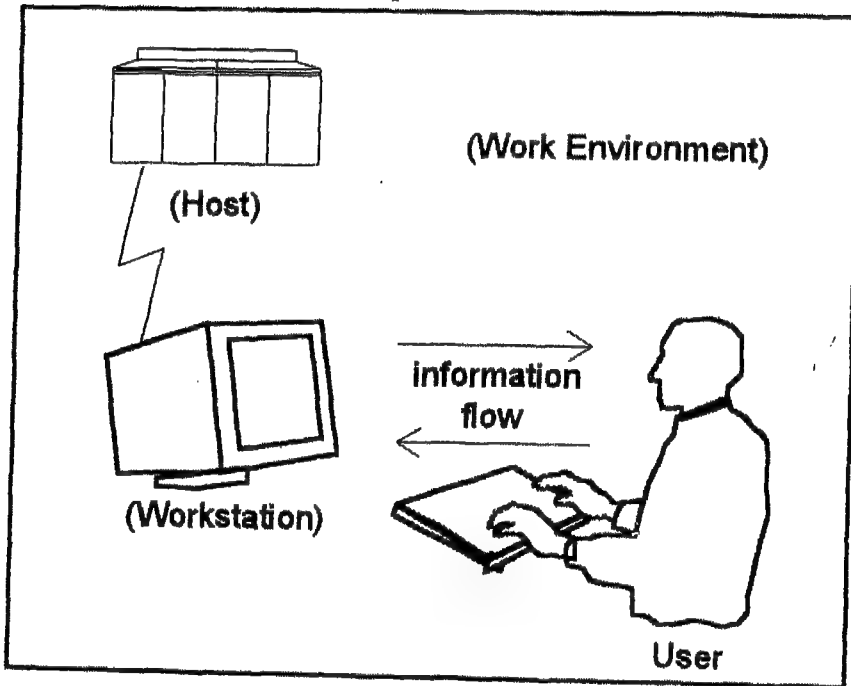 (Host)
(Work Environment)
information
flow
(Workstation)
User